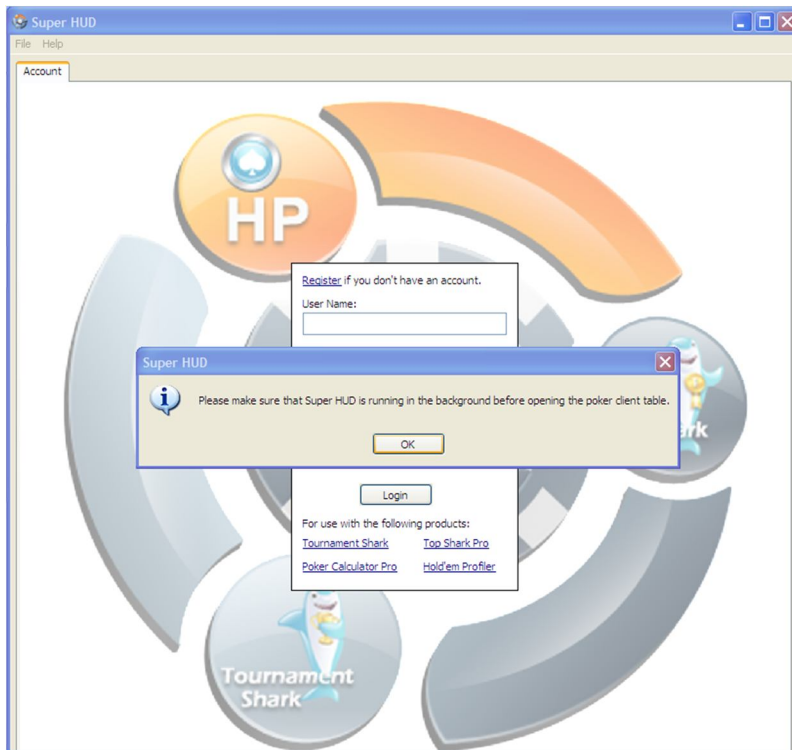 Super HUD
File Help
Account
HP
Register if you don't have an account.
User Name:
Super HUD
Please make sure that Super HUD is running in the background before opening the poker client table.
OK
Login
For use with the following products:
Tournament Shark Top Shark Pro
Poker Calculator Pro Hold'em Profiler
Tournament
Shark